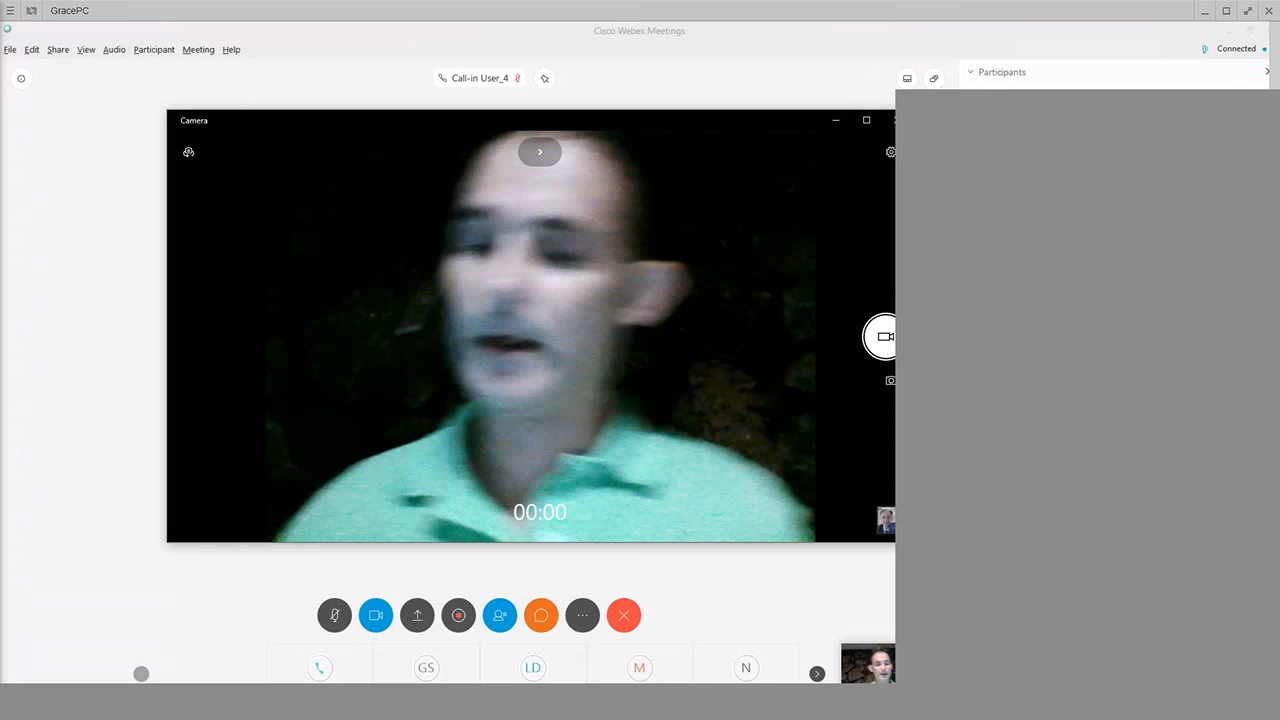 GracePC
Cisco Webex Meetings
File Edit Share View Audio Participant Meeting Help
Connected
Call-in User_4
Participants
Camera
00:00
GS LD M N